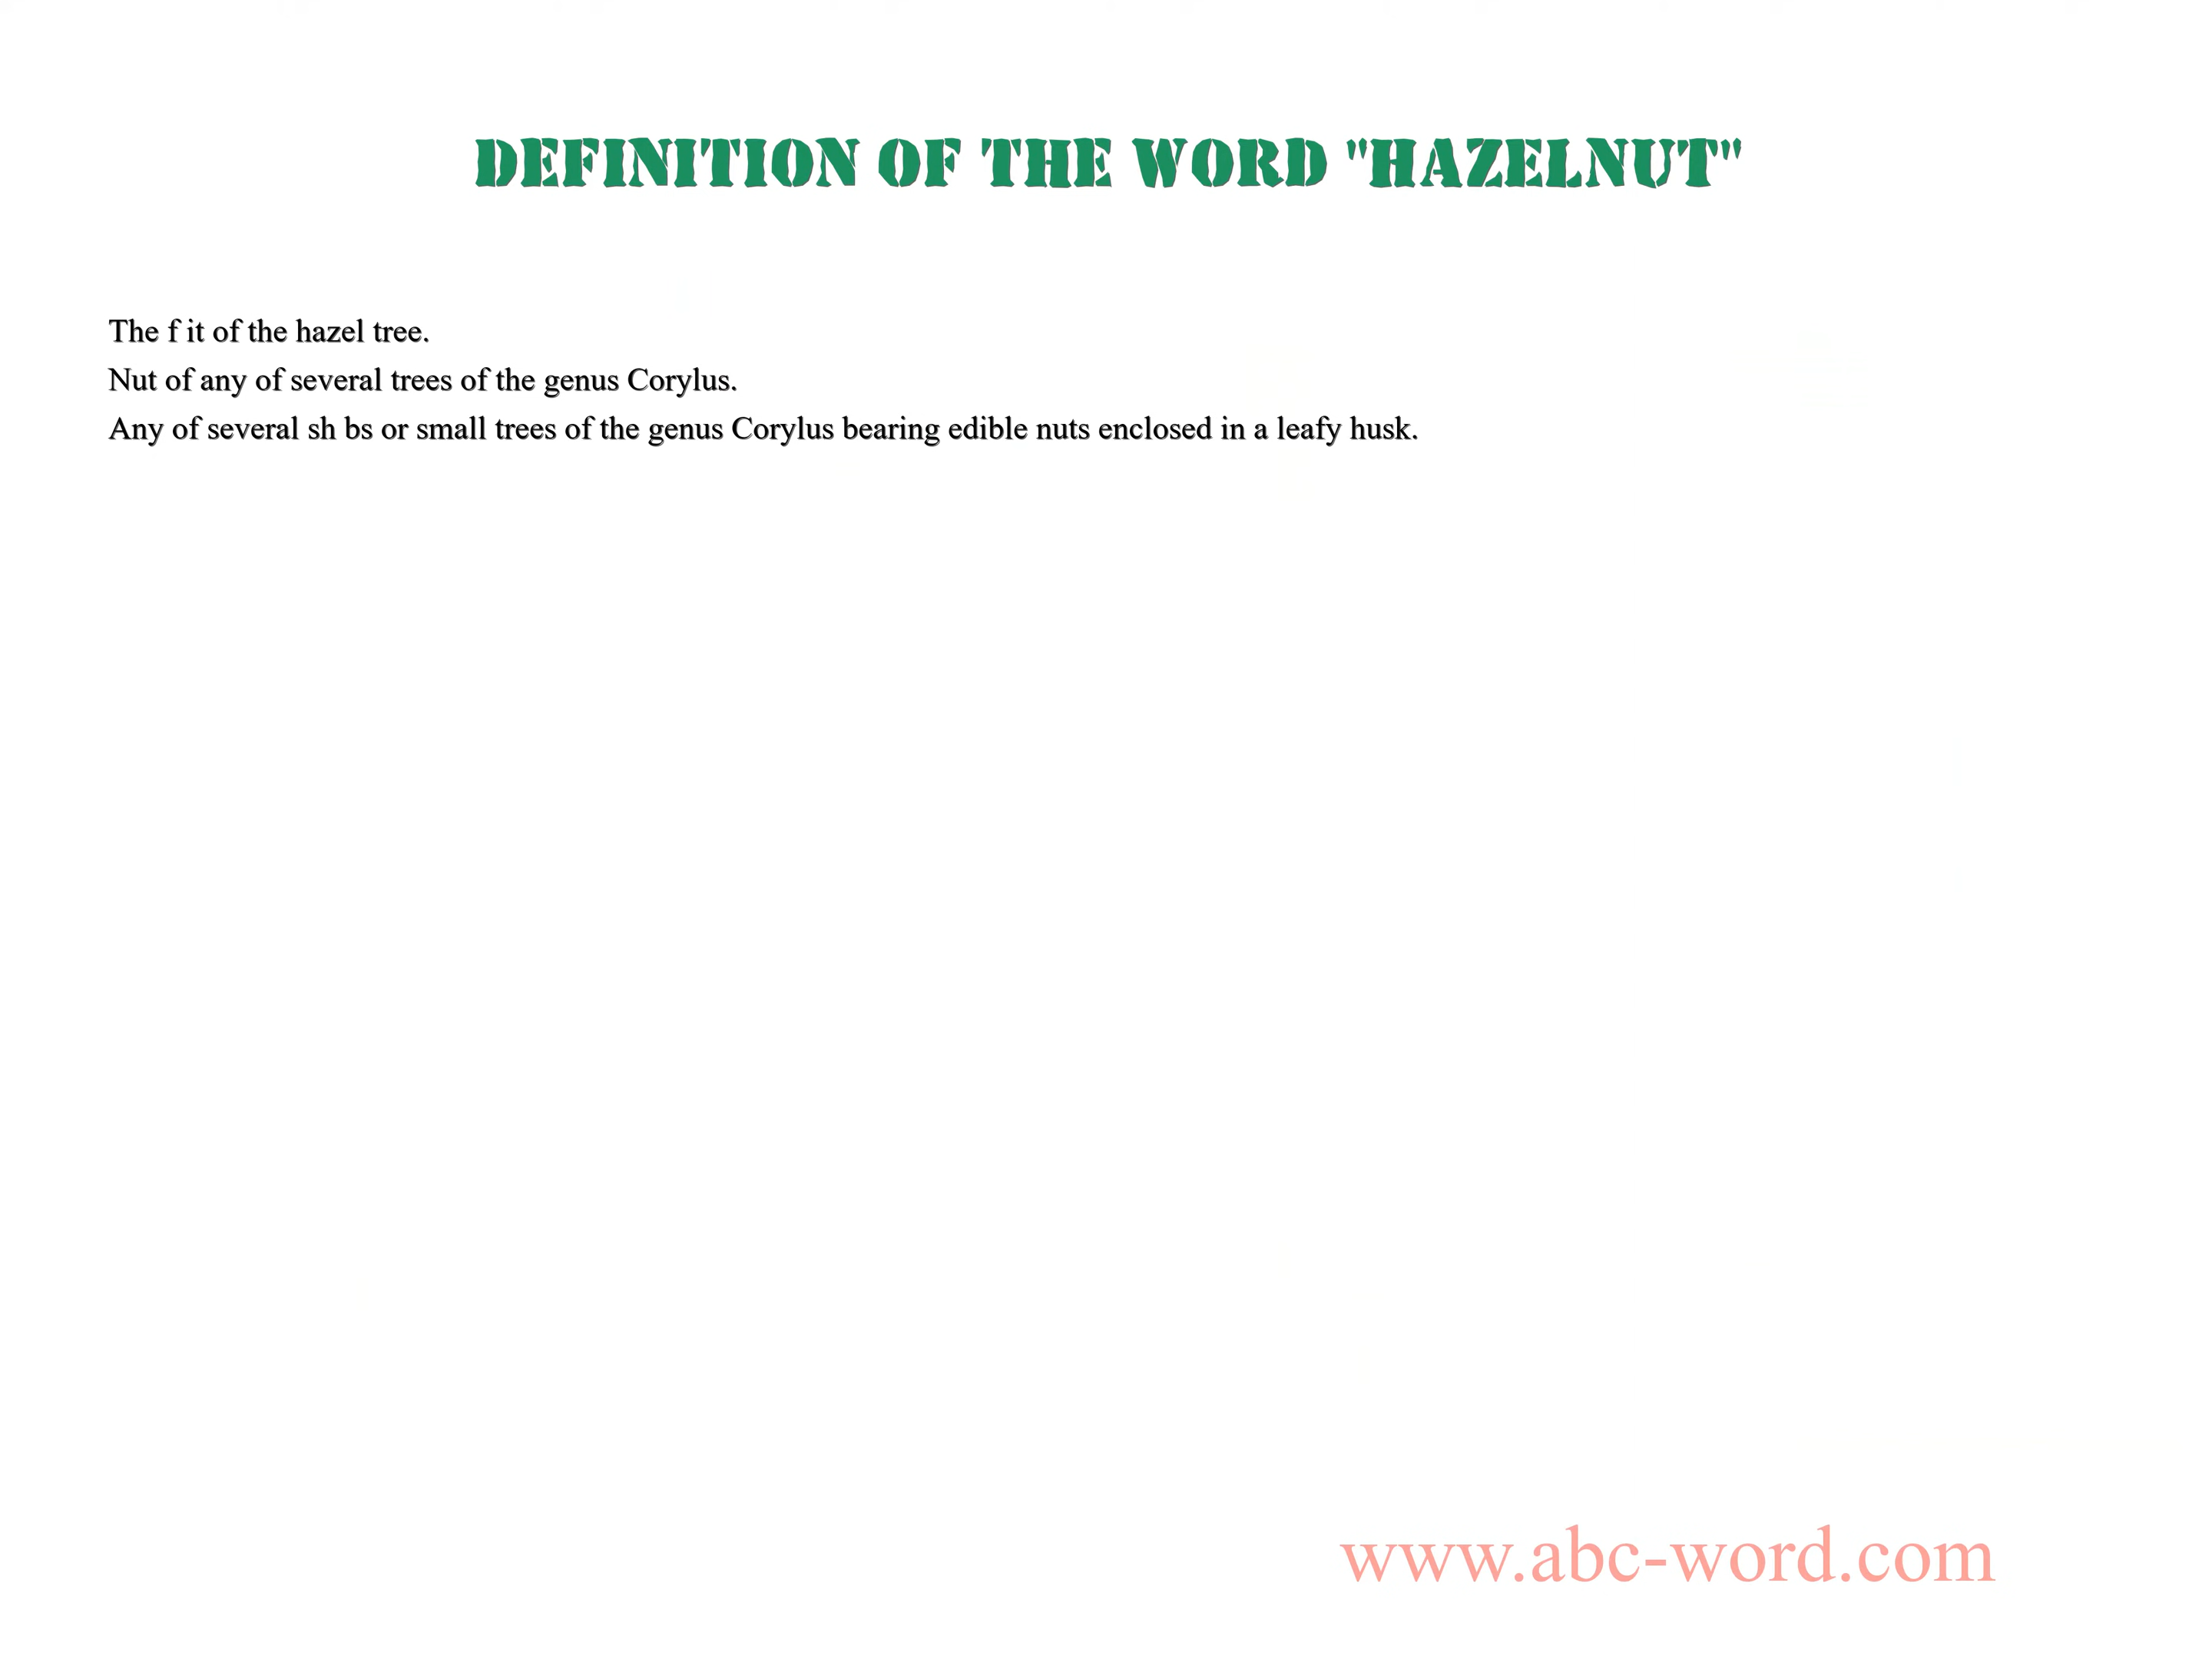 DEFINITION OF THE WORD "HAZELNUT"
The f it of the hazel tree.
Nut of any of several trees of the genus Corylus.
Any of several sh bs or small trees of the genus Corylus bearing edible nuts enclosed in a leafy husk.
www.abc-word.com